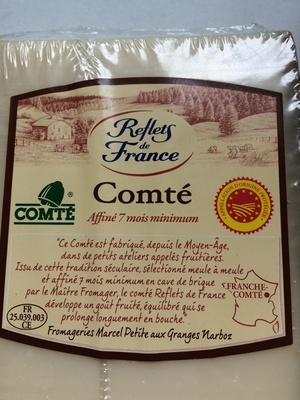 Reflets
de
France
COMTÉ
Comté
Affiné 7 mois minimum
APPELLATION D'ORIGINE PROTÉGÉE
"Ce Comté est fabriqué, depuis le Moyen-Âge,
dans de petits ateliers appelés fruitières.
Issu de cette tradition séculaire, sélectionné meule à meule
et affiné 7 mois minimum en cave de brique
par le Maître Fromager, le comté Reflets de France
développe un goût fruité, équilibré qui se
prolonge longuement en bouche."
Fromageries Marcel Petite aux Granges Narboz
FRANCHE-
COMTÉ
FR
25.039.003
CE